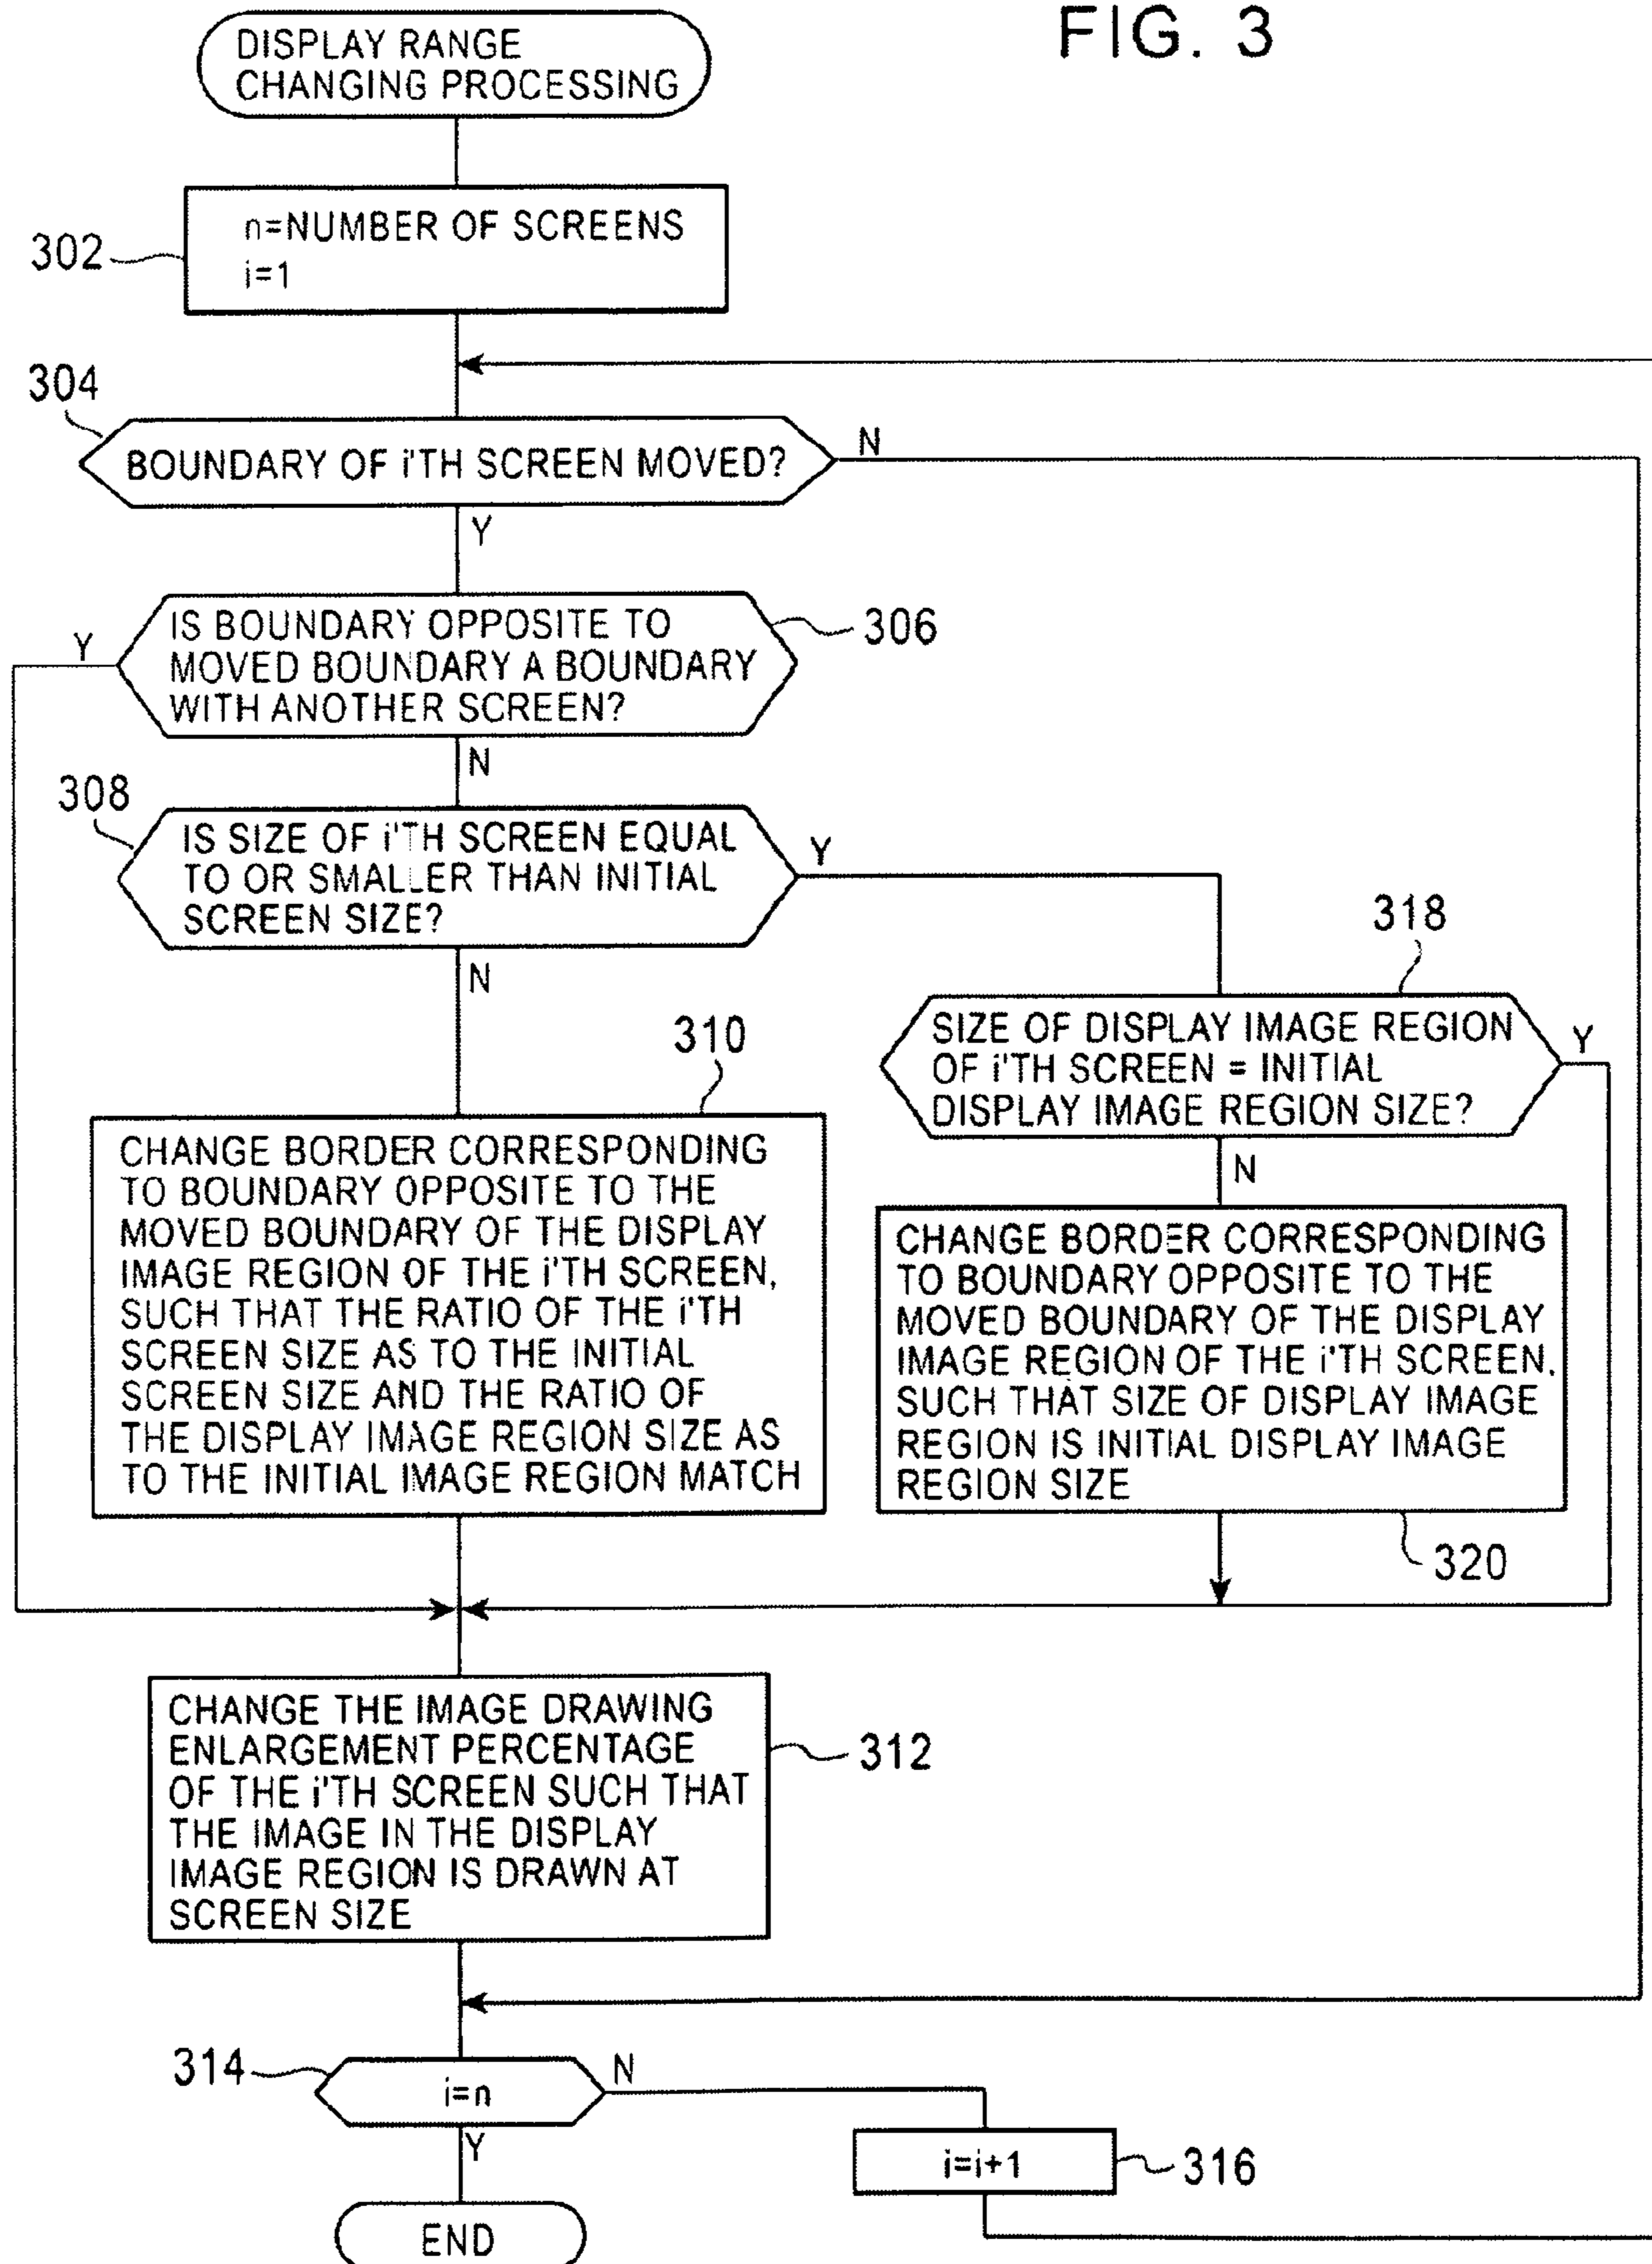 FIG. 3
DISPLAY RANGE
CHANGING PROCESSING
302
n=NUMBER OF SCREENS
i=1
304
BOUNDARY OF i'TH SCREEN MOVED?
N
Y
IS BOUNDARY OPPOSITE TO
MOVED BOUNDARY A BOUNDARY
WITH ANOTHER SCREEN?
306
Y
N
308
IS SIZE OF i'TH SCREEN EQUAL
TO OR SMALLER THAN INITIAL
SCREEN SIZE?
Y
N
318
SIZE OF DISPLAY IMAGE REGION
OF i'TH SCREEN = INITIAL
DISPLAY IMAGE REGION SIZE?
Y
N
310
CHANGE BORDER CORRESPONDING
TO BOUNDARY OPPOSITE TO THE
MOVED BOUNDARY OF THE DISPLAY
IMAGE REGION OF THE i'TH SCREEN,
SUCH THAT THE RATIO OF THE i'TH
SCREEN SIZE AS TO THE INITIAL
SCREEN SIZE AND THE RATIO OF
THE DISPLAY IMAGE REGION SIZE AS
TO THE INITIAL IMAGE REGION MATCH
CHANGE BORDER CORRESPONDING
TO BOUNDARY OPPOSITE TO THE
MOVED BOUNDARY OF THE DISPLAY
IMAGE REGION OF THE i'TH SCREEN,
SUCH THAT SIZE OF DISPLAY IMAGE
REGION IS INITIAL DISPLAY IMAGE
REGION SIZE
320
CHANGE THE IMAGE DRAWING
ENLARGEMENT PERCENTAGE
OF THE i'TH SCREEN SUCH THAT
THE IMAGE IN THE DISPLAY
IMAGE REGION IS DRAWN AT
SCREEN SIZE
312
314
i=n
N
Y
i=i+1
316
END